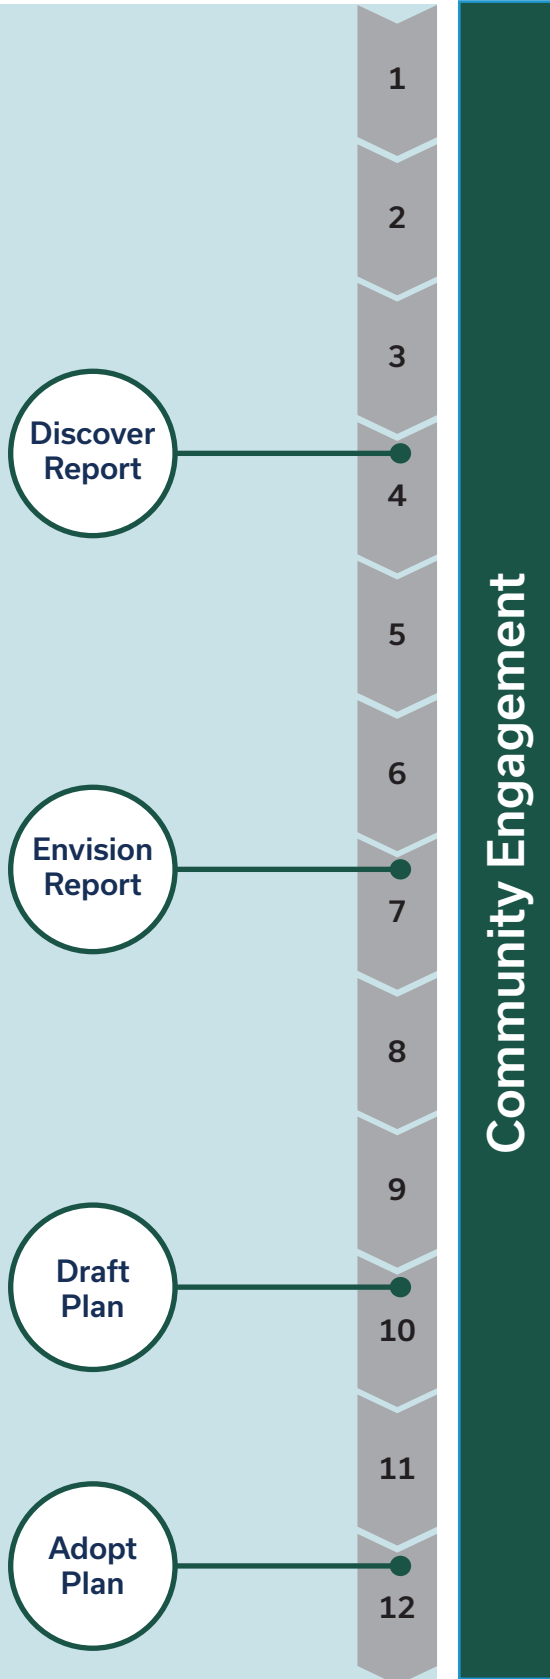 1
2
3
Discover
Report
4
5
6
Envision
Report
7
8
9
Draft
Plan
10
11
Adopt
Plan
12
Community Engagement